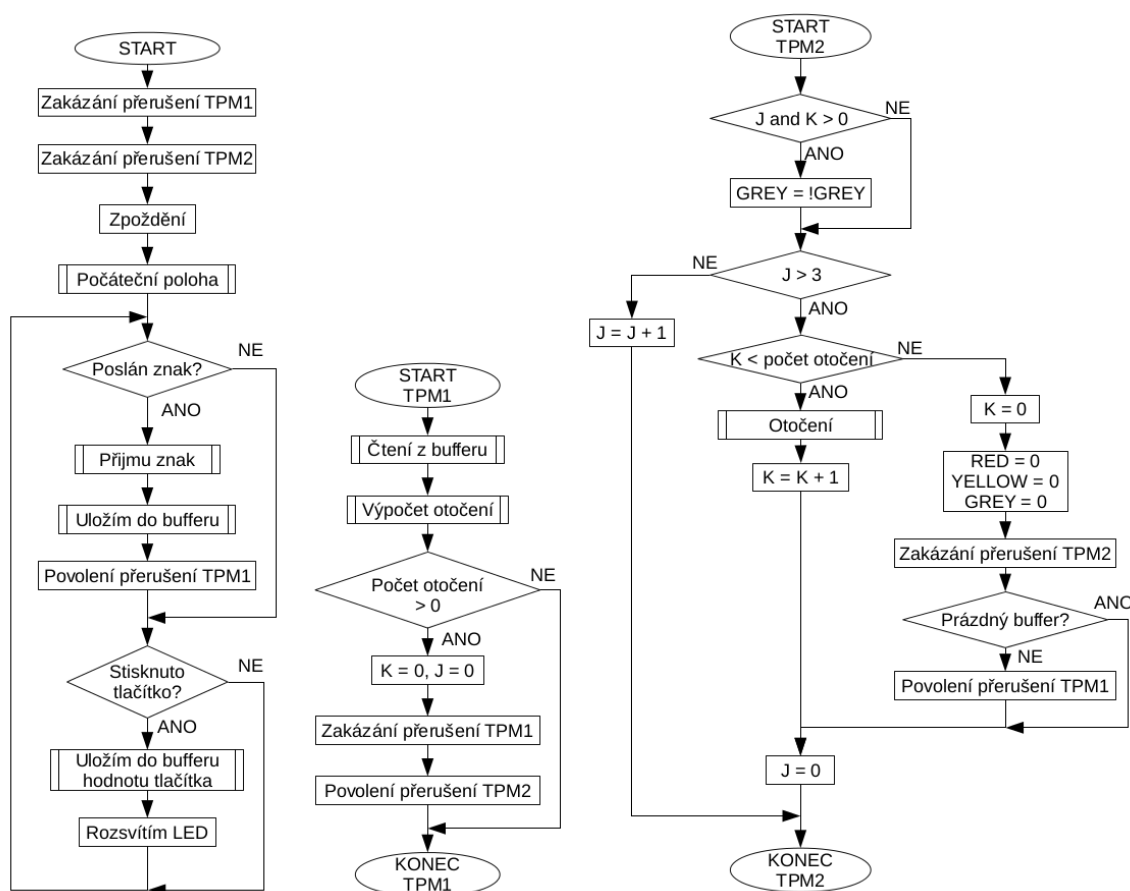 START
Zakázání přerušení TPM1
Zakázání přerušení TPM2
Zpoždění
Počáteční poloha
Poslán znak?
NE
ANO
Přijmu znak
Uložím do bufferu
Povolení přerušení TPM1
Stisknuto
tlačítko?
NE
ANO
Uložím do bufferu
hodnotu tlačítka
Rozsvítím LED
START
TPM1
Čtení z bufferu
Výpočet otočení
Počet otočení
> 0
NE
ANO
K = 0, J = 0
Zakázání přerušení TPM1
Povolení přerušení TPM2
KONEC
TPM1
START
TPM2
J and K > 0
NE
ANO
GREY = !GREY
J > 3
NE
ANO
J = J + 1
K < počet otočení
NE
ANO
Otočení
K = K + 1
K = 0
RED = 0
YELLOW = 0
GREY = 0
Zakázání přerušení TPM2
Prázdný buffer?
ANO
NE
Povolení přerušení TPM1
J = 0
KONEC
TPM2